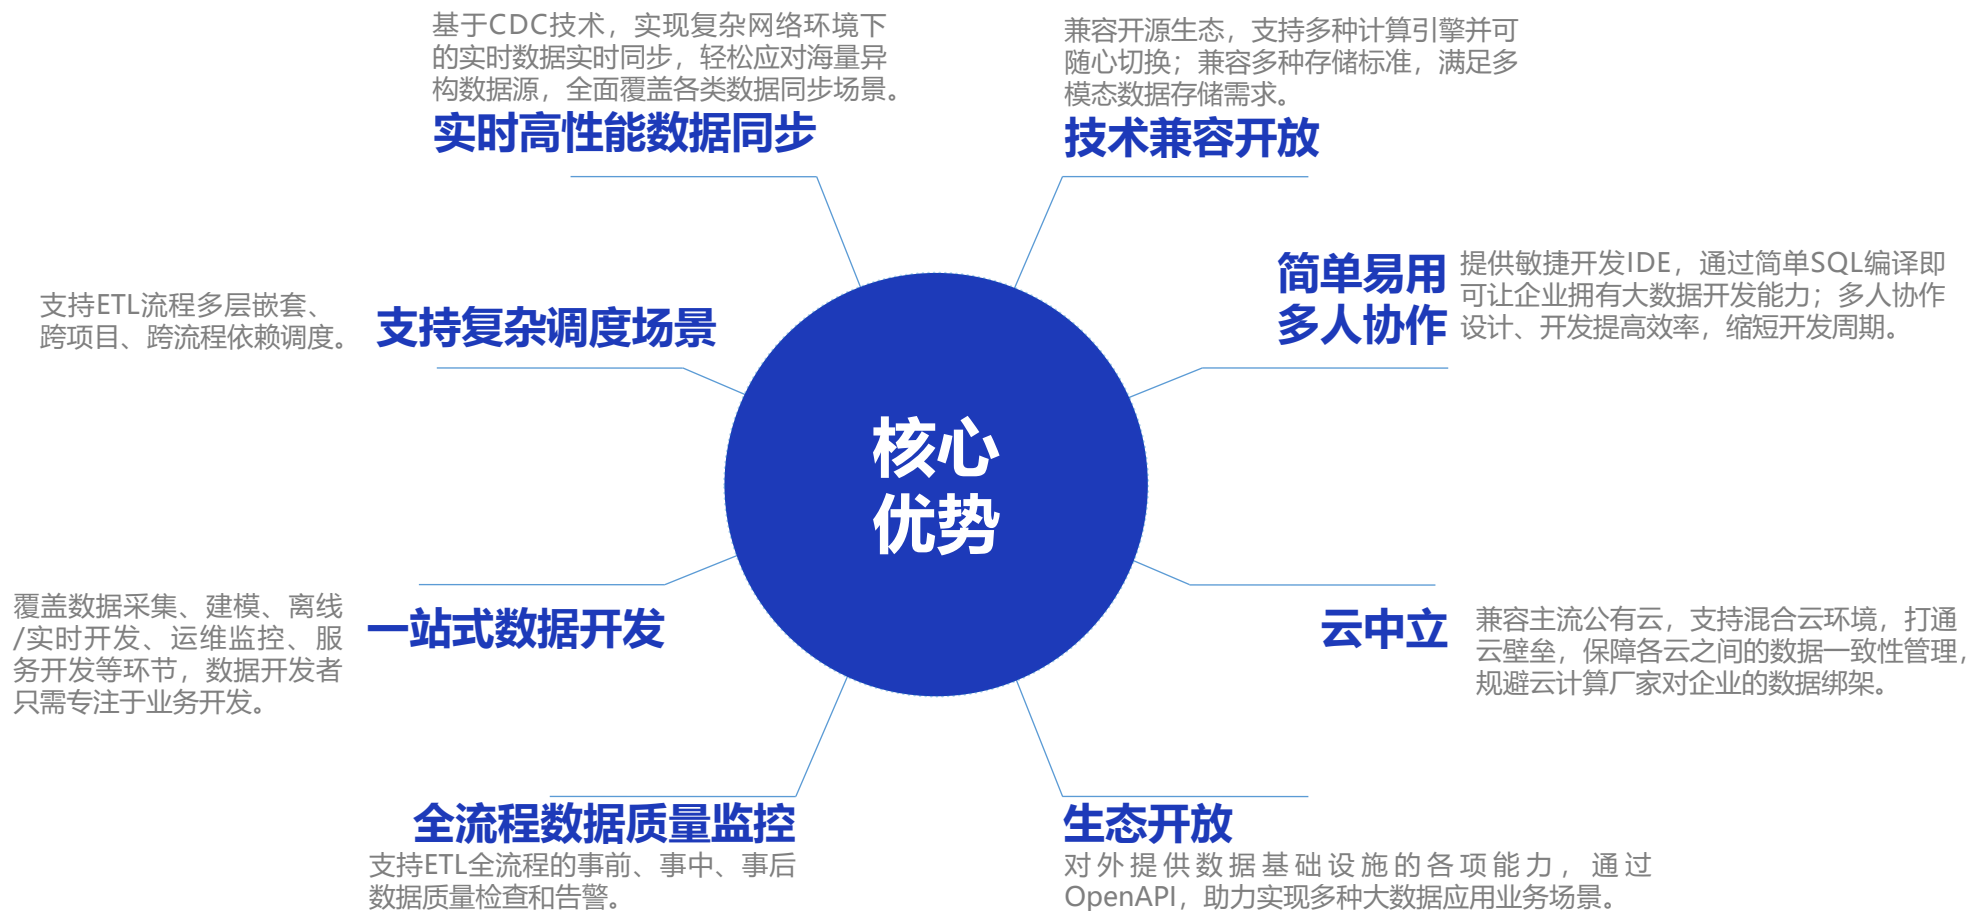 基于CDC技术，实现复杂网络环境下
的实时数据实时同步，轻松应对海量异
构数据源，全面覆盖各类数据同步场景。
实时高性能数据同步
兼容开源生态，支持多种计算引擎并可
随心切换；兼容多种存储标准，满足多
模态数据存储需求。
技术兼容开放
支持ETL流程多层嵌套、
跨项目、跨流程依赖调度。
支持复杂调度场景
简单易用
多人协作
提供敏捷开发IDE，通过简单SQL编译即
可让企业拥有大数据开发能力；多人协作
设计、开发提高效率，缩短开发周期。
核心
优势
覆盖数据采集、建模、离线
/实时开发、运维监控、服
务开发等环节，数据开发者
只需专注于业务开发。
一站式数据开发
云中立
兼容主流公有云，支持混合云环境，打通
云壁垒，保障各云之间的数据一致性管理，
规避云计算厂家对企业的数据绑架。
全流程数据质量监控
支持ETL全流程的事前、事中、事后
数据质量检查和告警。
生态开放
对外提供数据基础设施的各项能力，通过
OpenAPI，助力实现多种大数据应用业务场景。